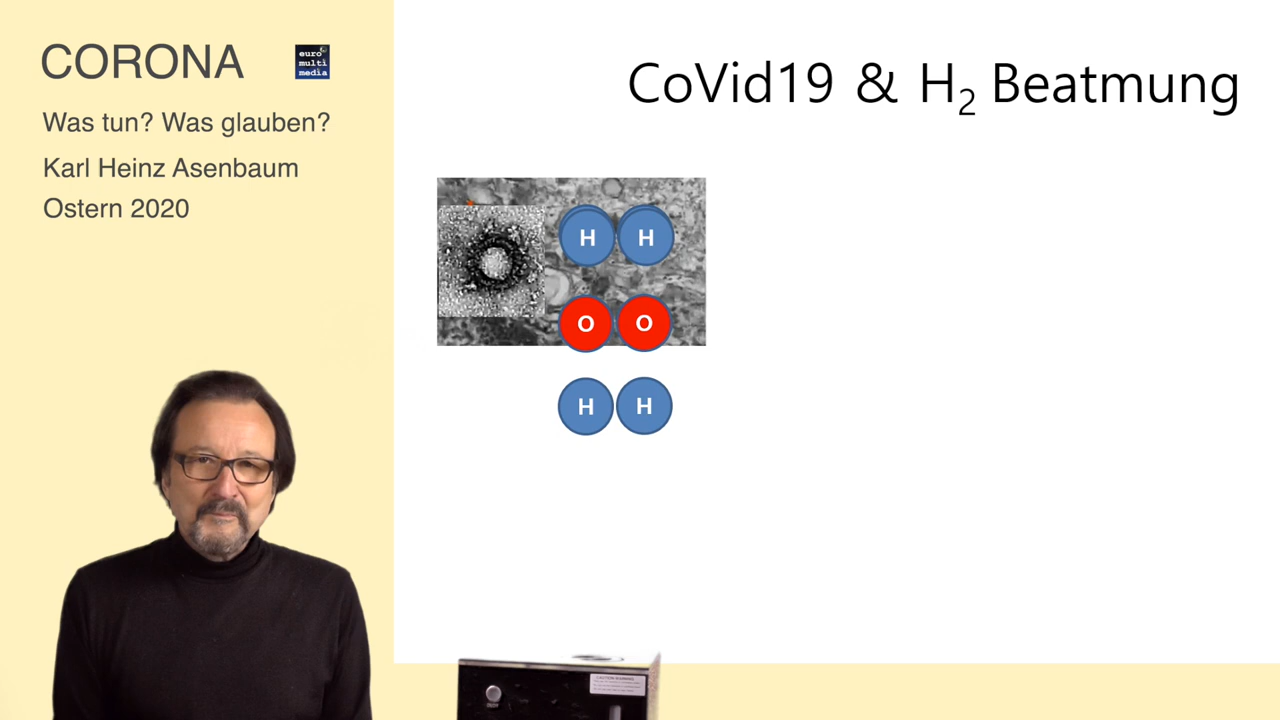 CORONA
euro
multi
media
Was tun? Was glauben?
Karl Heinz Asenbaum
Ostern 2020
CoVid19 & H₂ Beatmung
H H
O O
H H